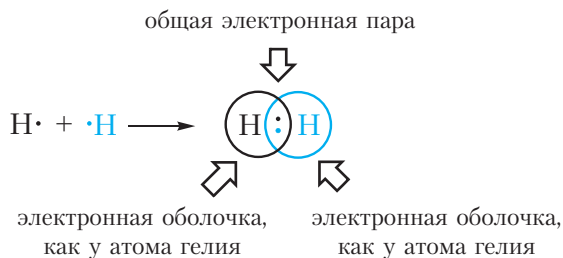 общая электронная пара
H· + ·H ⟶ H : H
электронная оболочка,
как у атома гелия
электронная оболочка,
как у атома гелия